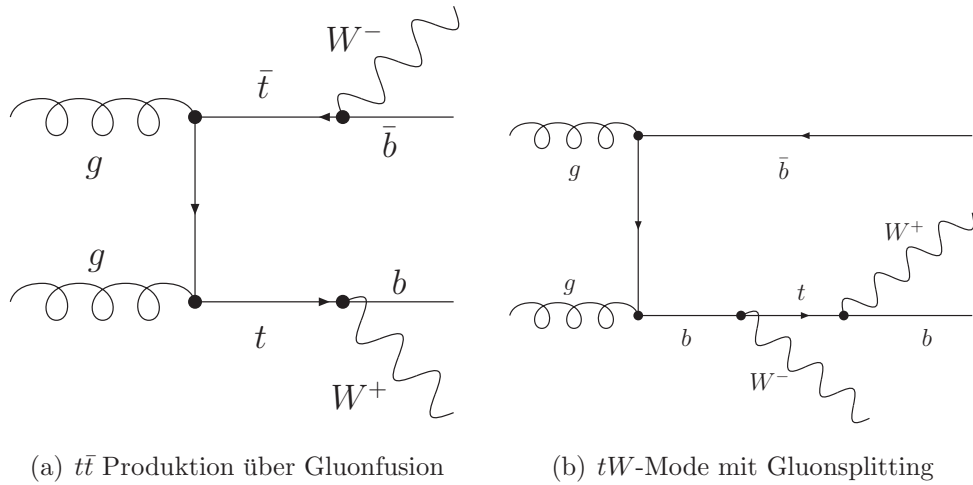 W⁻
t̄
b̄
g
g
b
t
W⁺
(a) tt̄ Produktion über Gluonfusion
g
b̄
W⁺
g
t
b
b
W⁻
(b) tW-Mode mit Gluonsplitting